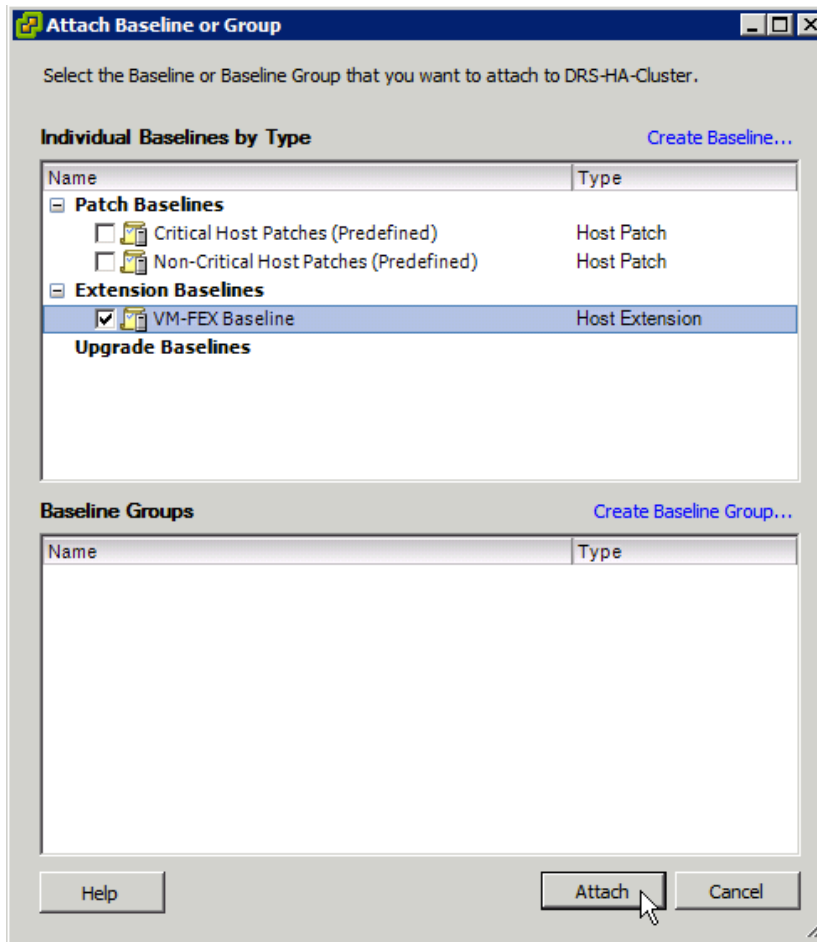 Attach Baseline or Group
Select the Baseline or Baseline Group that you want to attach to DRS-HA-Cluster.
Individual Baselines by Type Create Baseline...
Name Type
Patch Baselines
Critical Host Patches (Predefined) Host Patch
Non-Critical Host Patches (Predefined) Host Patch
Extension Baselines
VM-FEX Baseline Host Extension
Upgrade Baselines
Baseline Groups Create Baseline Group...
Name Type
Help Attach Cancel